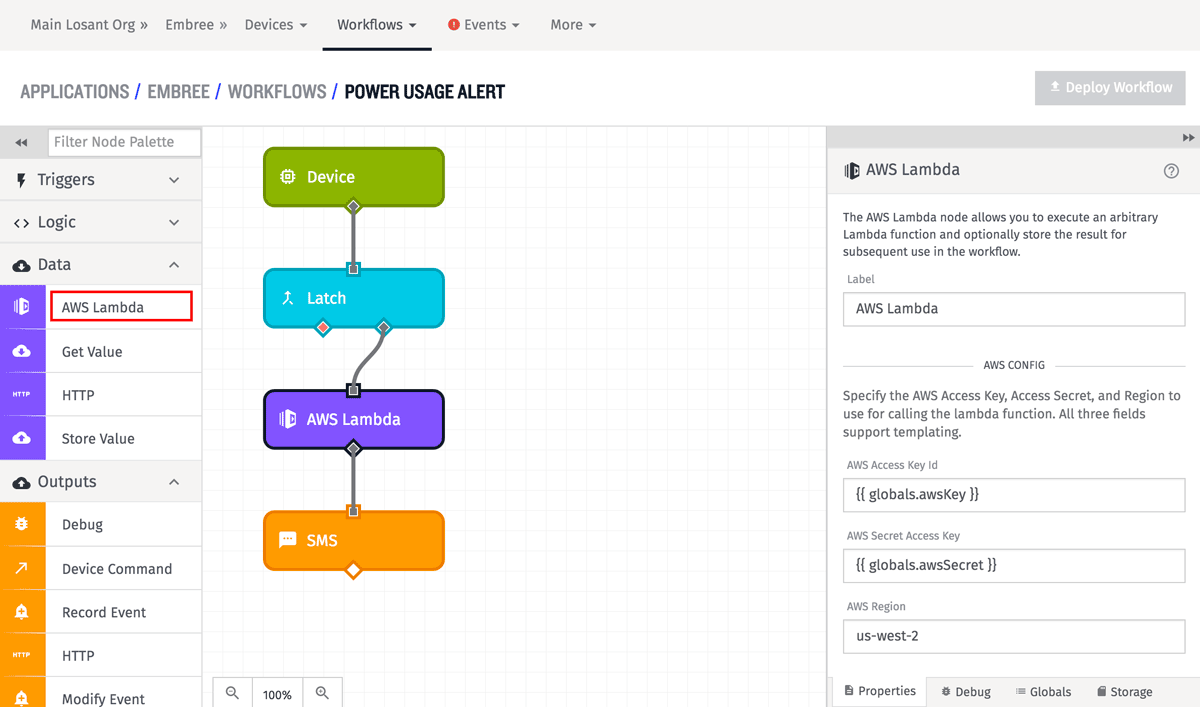 Main Losant Org »
Embree »
Devices
Workflows
Events
More
APPLICATIONS / EMBREE / WORKFLOWS / POWER USAGE ALERT
Deploy Workflow
Filter Node Palette
Triggers
Logic
Data
AWS Lambda
Get Value
HTTP
HTTP
Store Value
Outputs
Debug
Device Command
Record Event
HTTP
HTTP
Modify Event
Device
Latch
AWS Lambda
SMS
100%
AWS Lambda
The AWS Lambda node allows you to execute an arbitrary
Lambda function and optionally store the result for
subsequent use in the workflow.
Label
AWS Lambda
AWS CONFIG
Specify the AWS Access Key, Access Secret, and Region to
use for calling the lambda function. All three fields
support templating.
AWS Access Key Id
{{ globals.awsKey }}
AWS Secret Access Key
{{ globals.awsSecret }}
AWS Region
us-west-2
Properties
Debug
Globals
Storage